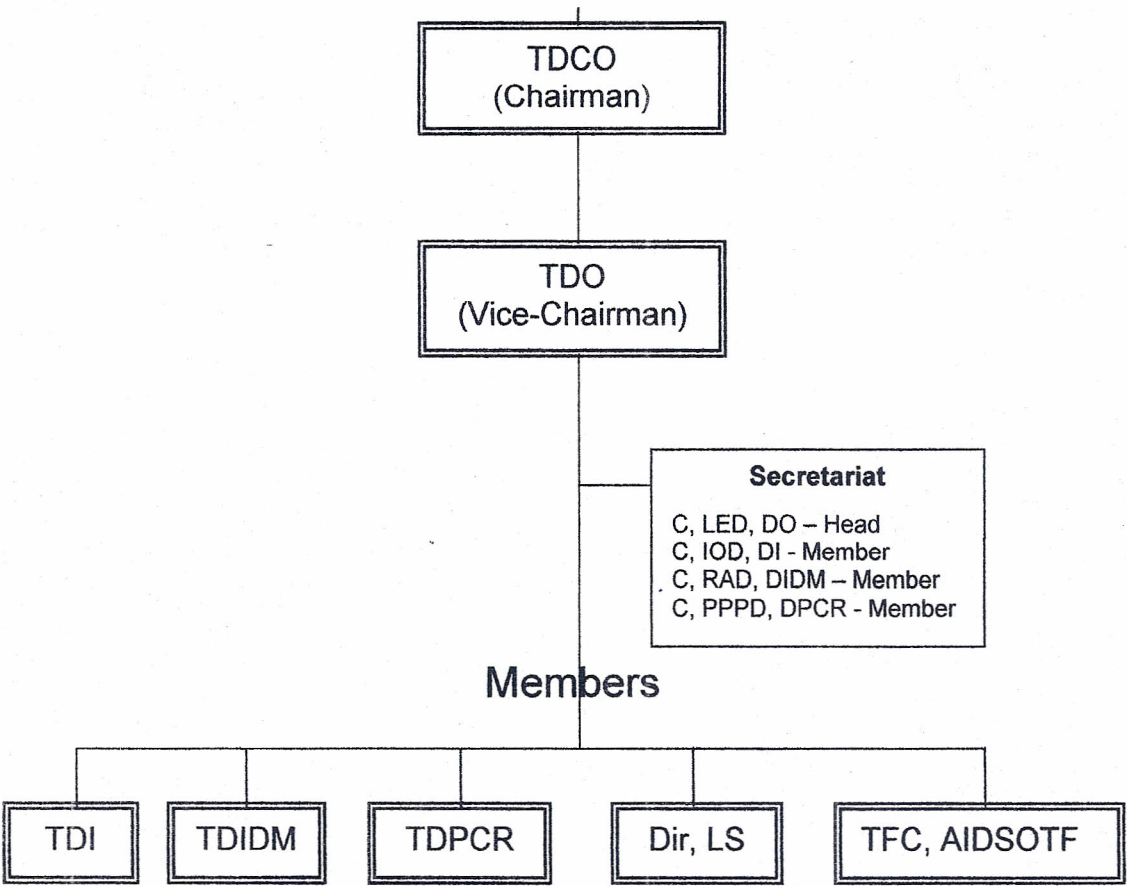 TDCO
(Chairman)
TDO
(Vice-Chairman)
Secretariat
C, LED, DO – Head
C, IOD, DI - Member
C, RAD, DIDM – Member
C, PPPD, DPCR - Member
Members
TDI
TDIDM
TDPCR
Dir, LS
TFC, AIDSOTF